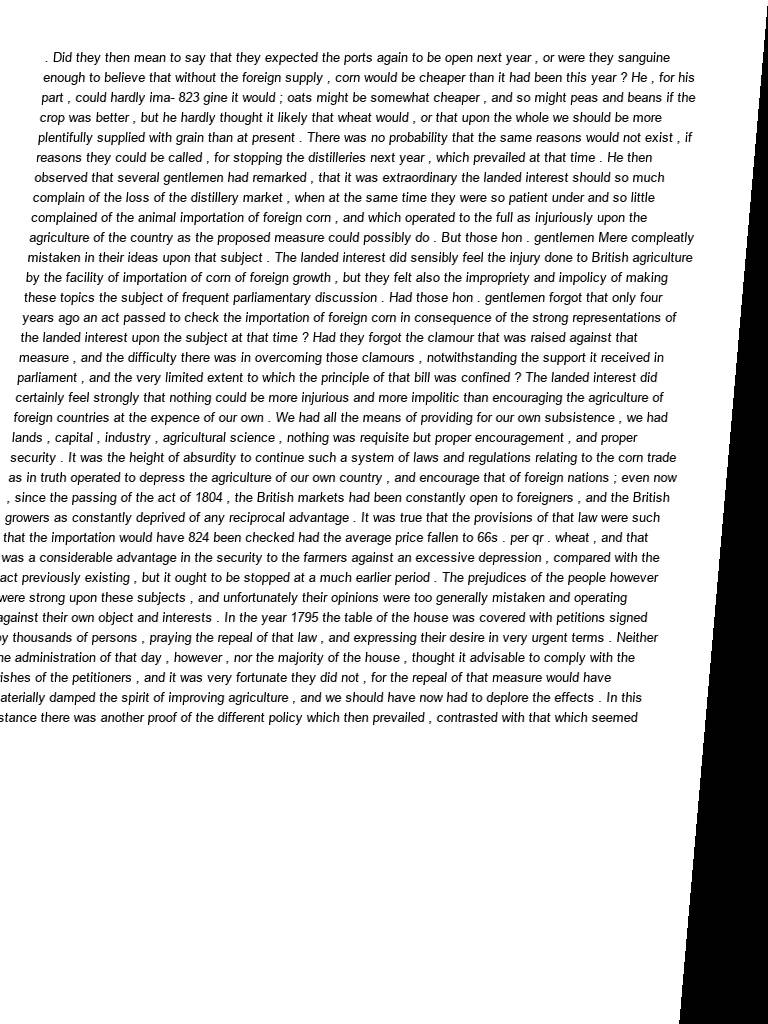 . Did they then mean to say that they expected the ports again to be open next year , or were they sanguine
enough to believe that without the foreign supply , corn would be cheaper than it had been this year ? He , for his
part , could hardly ima- 823 gine it would ; oats might be somewhat cheaper , and so might peas and beans if the
crop was better , but he hardly thought it likely that wheat would , or that upon the whole we should be more
plentifully supplied with grain than at present . There was no probability that the same reasons would not exist , if
reasons they could be called , for stopping the distilleries next year , which prevailed at that time . He then
observed that several gentlemen had remarked , that it was extraordinary the landed interest should so much
complain of the loss of the distillery market , when at the same time they were so patient under and so little
complained of the animal importation of foreign corn , and which operated to the full as injuriously upon the
agriculture of the country as the proposed measure could possibly do . But those hon . gentlemen Mere compleatly
mistaken in their ideas upon that subject . The landed interest did sensibly feel the injury done to British agriculture
by the facility of importation of corn of foreign growth , but they felt also the impropriety and impolicy of making
these topics the subject of frequent parliamentary discussion . Had those hon . gentlemen forgot that only four
years ago an act passed to check the importation of foreign corn in consequence of the strong representations of
the landed interest upon the subject at that time ? Had they forgot the clamour that was raised against that
measure , and the difficulty there was in overcoming those clamours , notwithstanding the support it received in
parliament , and the very limited extent to which the principle of that bill was confined ? The landed interest did
certainly feel strongly that nothing could be more injurious and more impolitic than encouraging the agriculture of
foreign countries at the expence of our own . We had all the means of providing for our own subsistence , we had
lands , capital , industry , agricultural science , nothing was requisite but proper encouragement , and proper
security . It was the height of absurdity to continue such a system of laws and regulations relating to the corn trade
as in truth operated to depress the agriculture of our own country , and encourage that of foreign nations ; even now
, since the passing of the act of 1804 , the British markets had been constantly open to foreigners , and the British
growers as constantly deprived of any reciprocal advantage . It was true that the provisions of that law were such
that the importation would have 824 been checked had the average price fallen to 66s . per qr . wheat , and that
was a considerable advantage in the security to the farmers against an excessive depression , compared with the
act previously existing , but it ought to be stopped at a much earlier period . The prejudices of the people however
were strong upon these subjects , and unfortunately their opinions were too generally mistaken and operating
against their own object and interests . In the year 1795 the table of the house was covered with petitions signed
by thousands of persons , praying the repeal of that law , and expressing their desire in very urgent terms . Neither
he administration of that day , however , nor the majority of the house , thought it advisable to comply with the
ishes of the petitioners , and it was very fortunate they did not , for the repeal of that measure would have
aterially damped the spirit of improving agriculture , and we should have now had to deplore the effects . In this
stance there was another proof of the different policy which then prevailed , contrasted with that which seemed